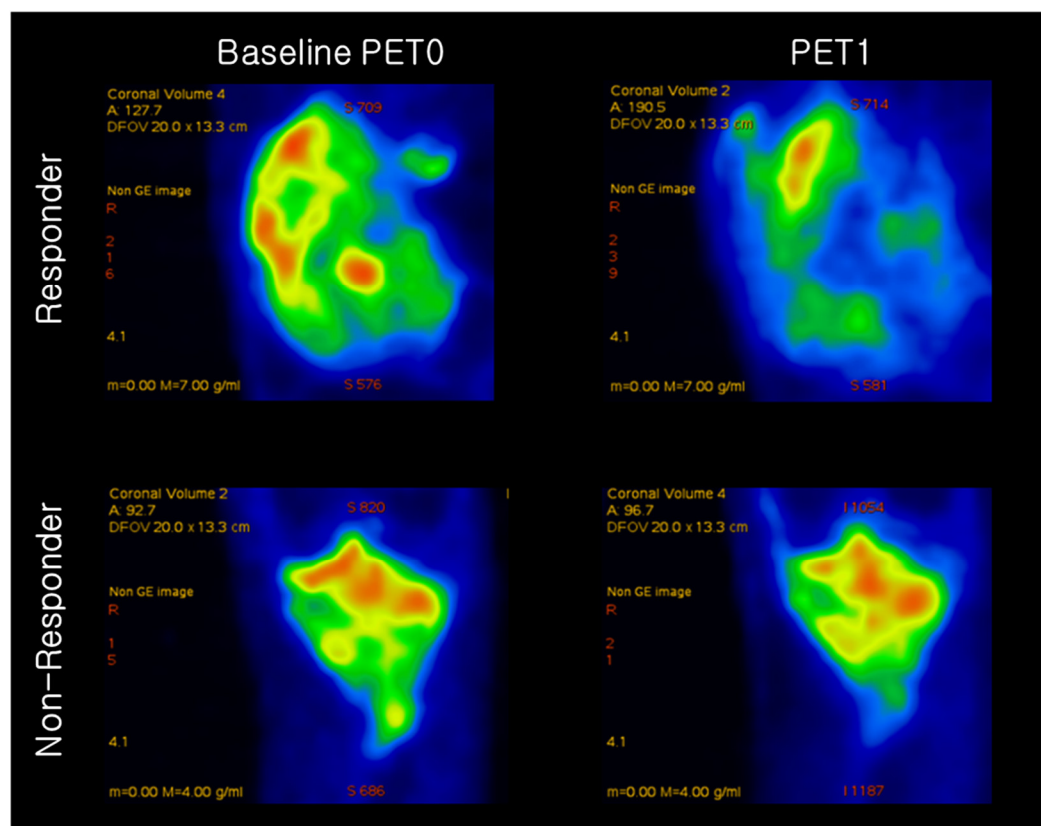 Baseline PET0
PET1
Responder
Coronal Volume 4
A: 127.7
DFOV 20.0 x 13.3 cm
S 709
Non GE image
R
2
1
6
4.1
m=0.00 M=7.00 g/ml
S 576
Coronal Volume 2
A: 190.5
DFOV 20.0 x 13.3 cm
S 714
Non GE image
R
2
3
9
4.1
m=0.00 M=7.00 g/ml
S 581
Non-Responder
Coronal Volume 2
A: 92.7
DFOV 20.0 x 13.3 cm
S 820
I
Non GE image
R
1
5
4.1
m=0.00 M=4.00 g/ml
S 686
Coronal Volume 4
A: 96.7
DFOV 20.0 x 13.3 cm
I 1054
Non GE image
R
2
1
4.1
m=0.00 M=4.00 g/ml
I 1187